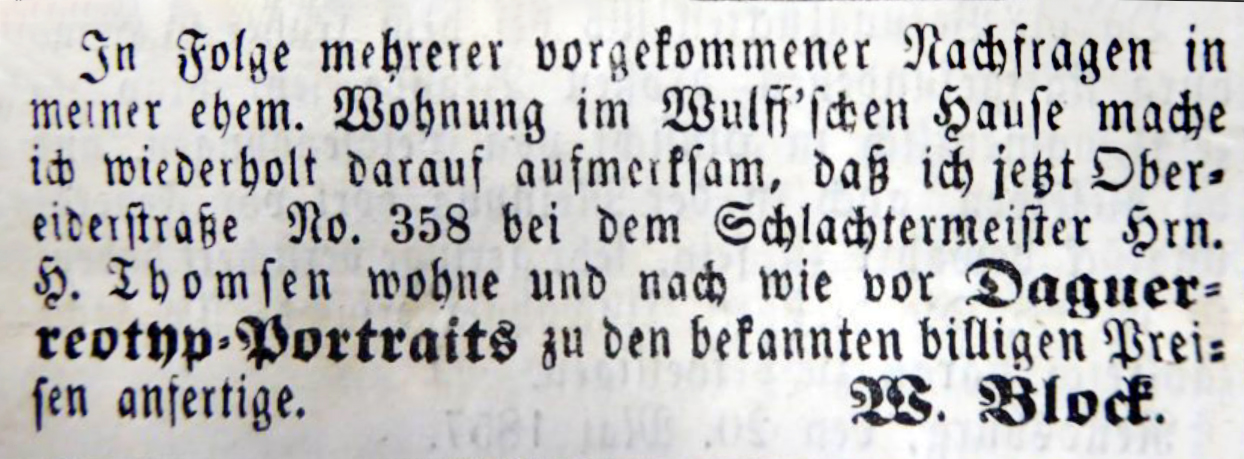 In Folge mehrerer vorgekommener Nachfragen in
meiner ehem. Wohnung im Wulff'schen Hause mache
ich wiederholt darauf aufmerksam, daß ich jetzt Ober-
eiderstraße No. 358 bei dem Schlachtermeister Hrn.
H. Thomsen wohne und nach wie vor Daguer-
reotyp-Portraits zu den bekannten billigen Prei-
sen anfertige. W. Block.